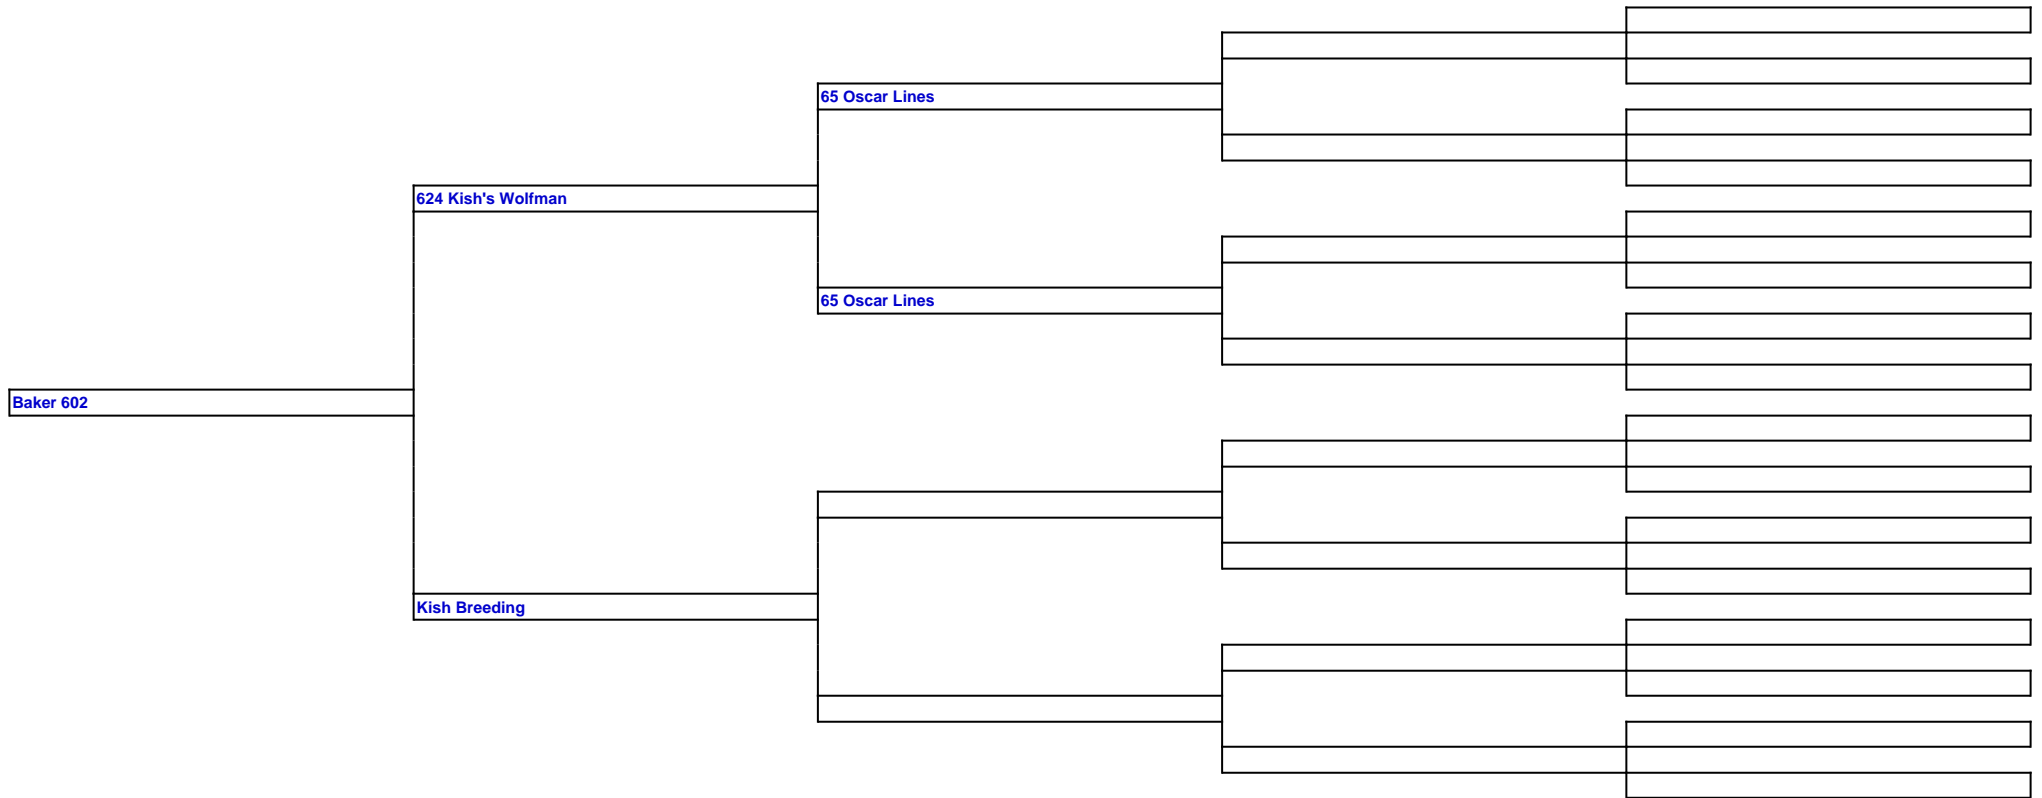 65 Oscar Lines
624 Kish's Wolfman
65 Oscar Lines
Baker 602
Kish Breeding